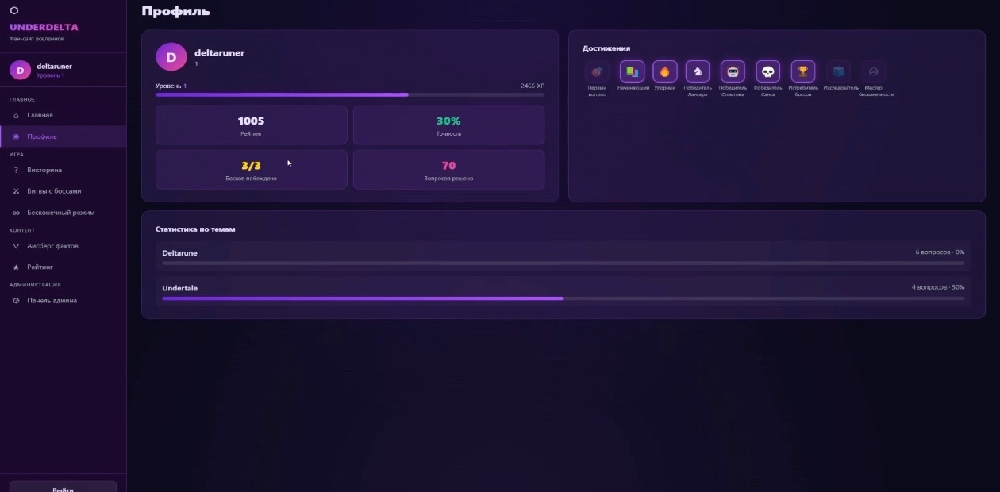 UNDERDELTA
Фан-сайт вселенной
D
deltaruner
Уровень 1
ГЛАВНОЕ
Главная
Профиль
ИГРА
Викторина
Битвы с боссами
Бесконечный режим
КОНТЕНТ
Айсберг фактов
Рейтинг
АДМИНИСТРАЦИЯ
Панель админа
Выйти
Профиль
D
deltaruner
1
Уровень 1
2465 XP
1005
Рейтинг
30%
Точность
3/3
Боссов побеждено
70
Вопросов решено
Достижения
Первый
вопрос
Начинающий
Упорный
Победитель
Лансера
Победитель
Спэмтона
Победитель
Санса
Истребитель
боссов
Исследователь
Мастер
бесконечности
Статистика по темам
Deltarune
6 вопросов · 0%
Undertale
4 вопросов · 50%